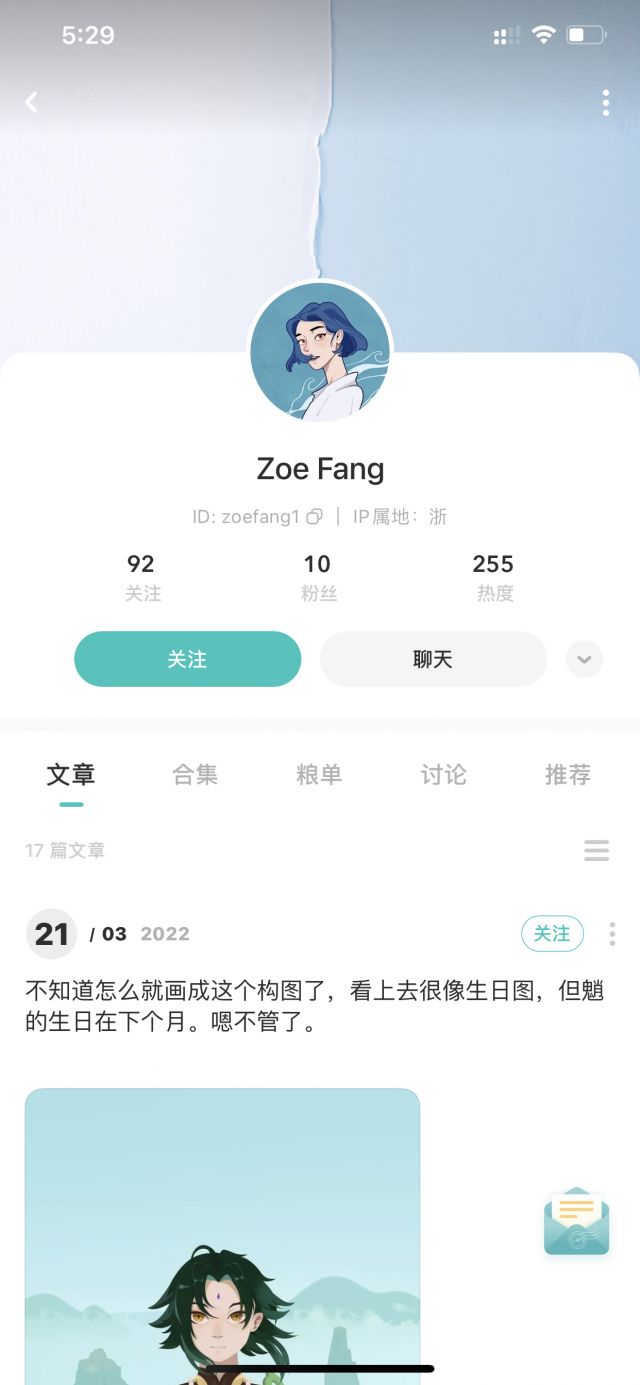 5:29
Zoe Fang
ID: zoefang1 | IP属地：浙
92 10 255
关注 粉丝 热度
关注 聊天
文章 合集 粮单 讨论 推荐
17 篇文章
21 / 03 2022 关注
不知道怎么就画成这个构图了，看上去很像生日图，但魈
的生日在下个月。嗯不管了。